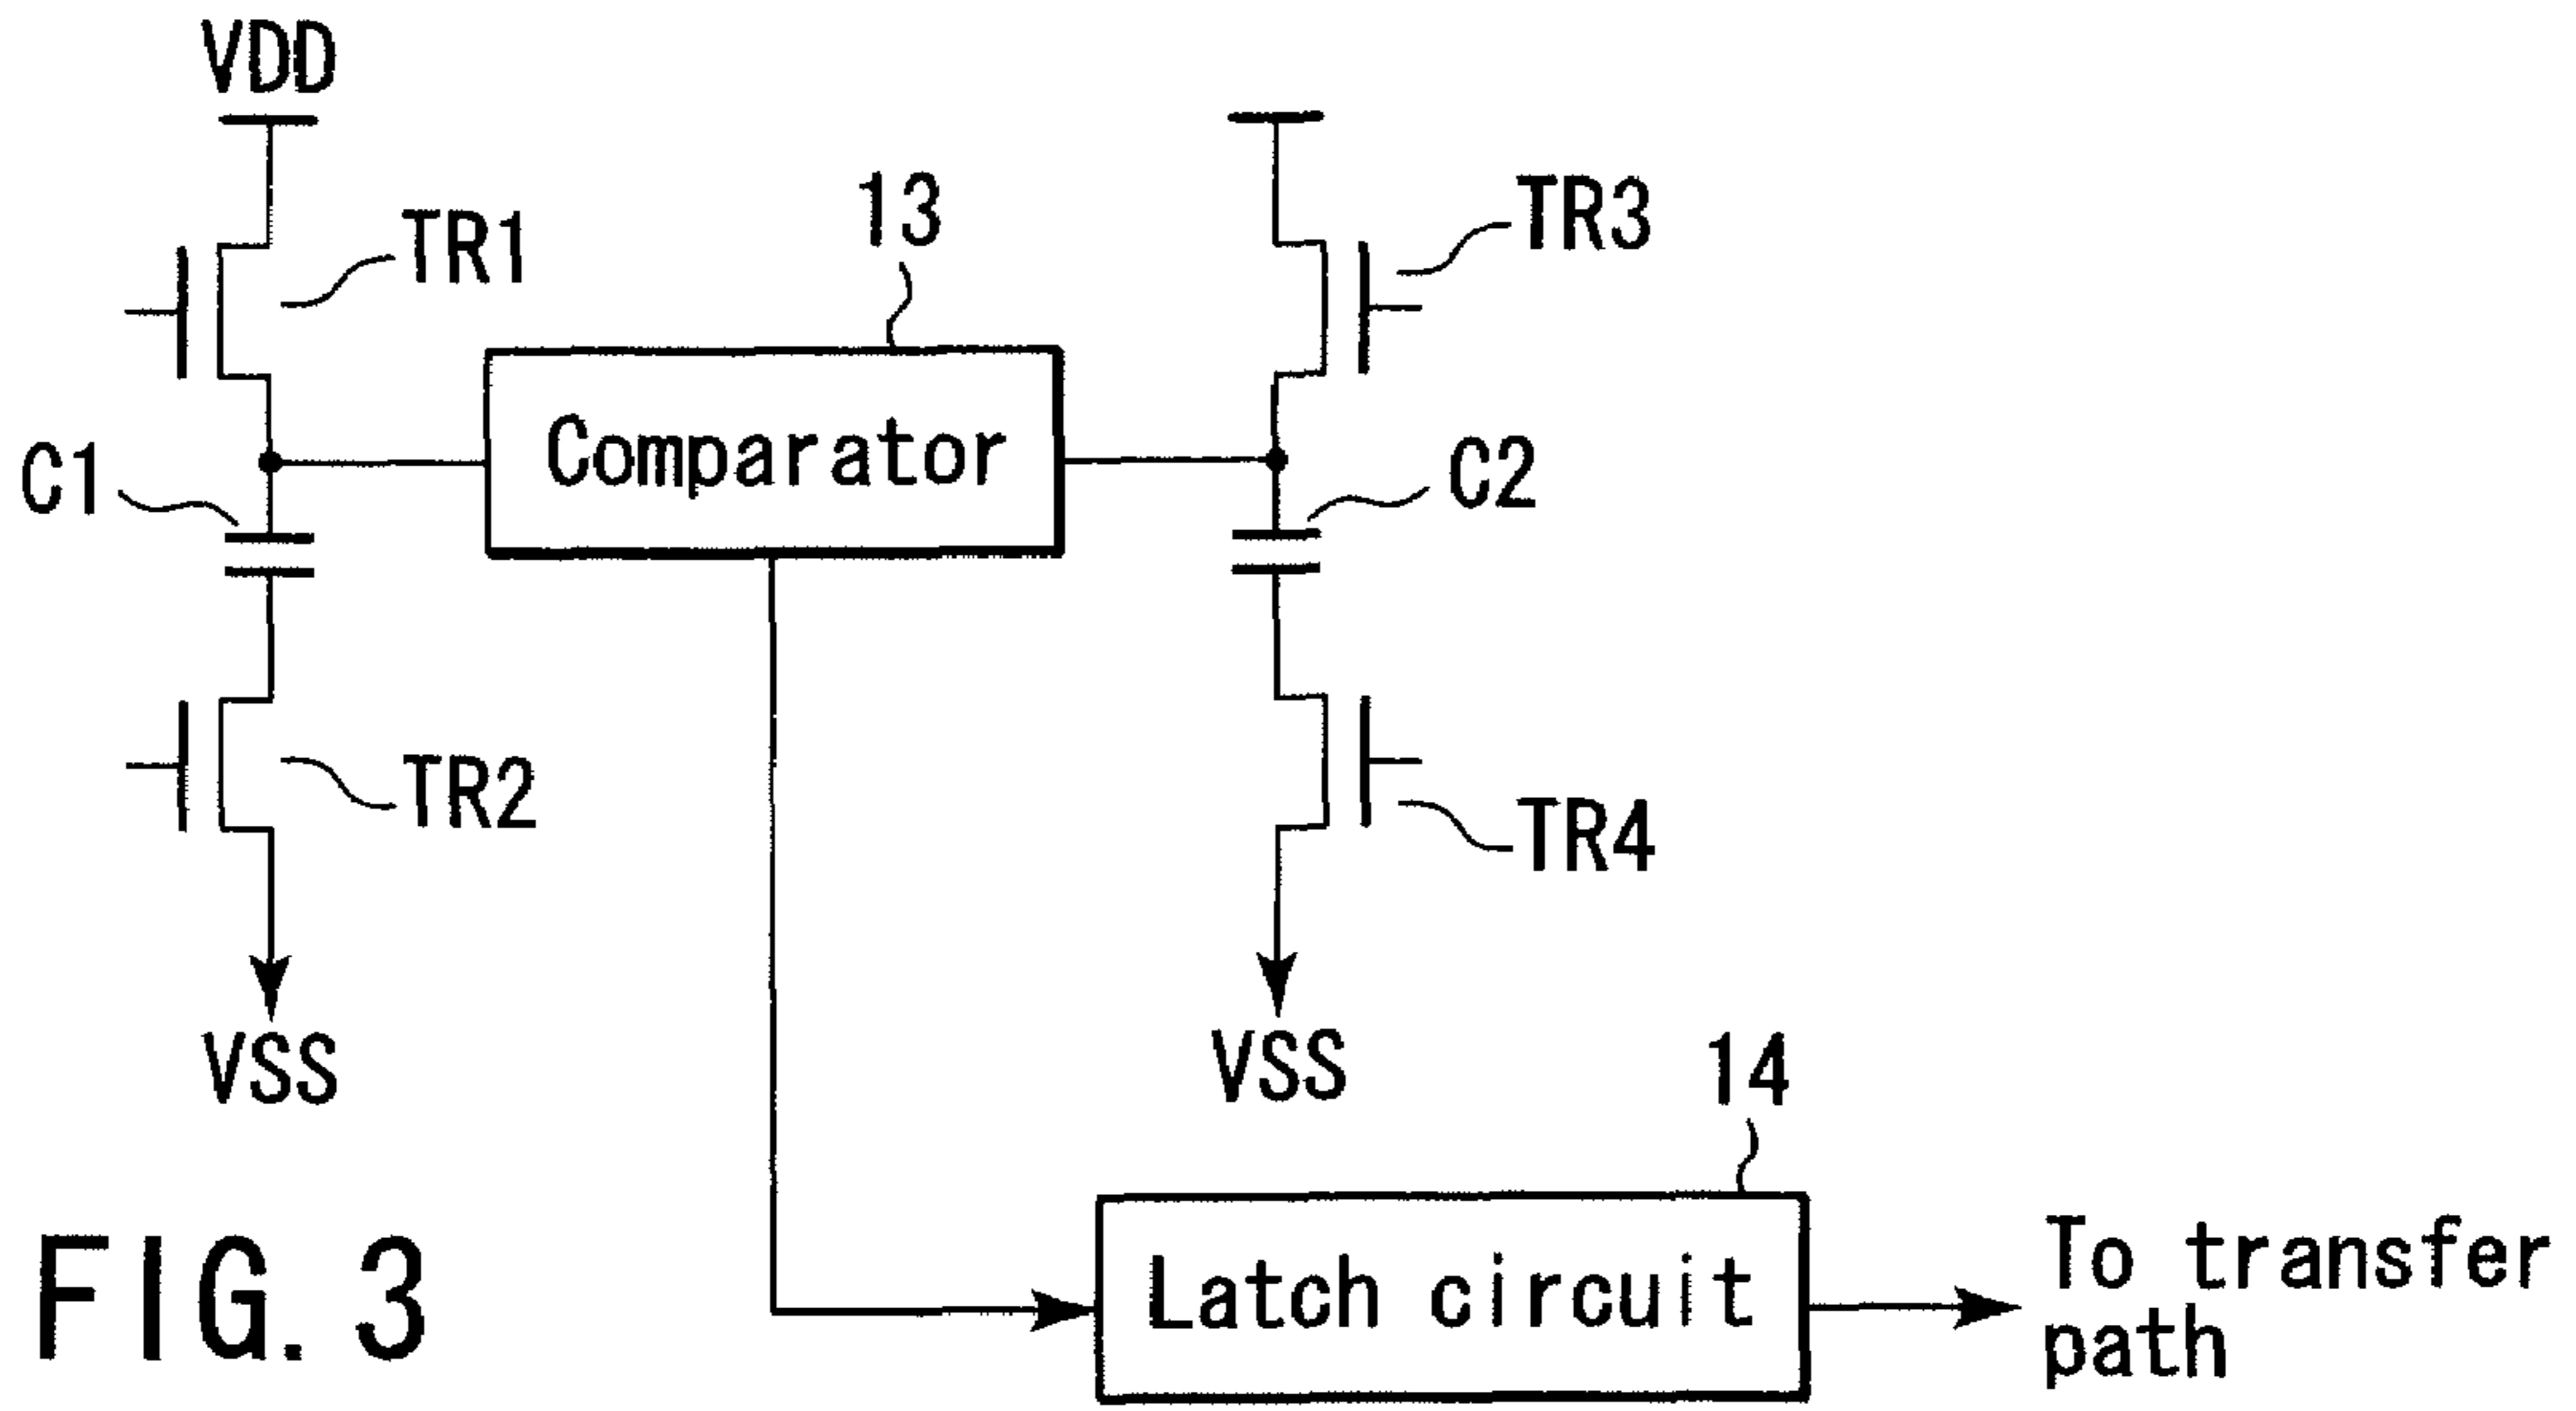 VDD
13
TR1
TR3
Comparator
C1
C2
TR2
TR4
VSS
VSS
14
FIG. 3
Latch circuit
To transfer
path